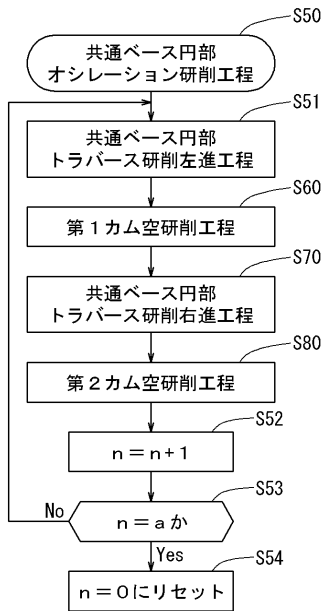 S50
共通ベース円部
オシレーション研削工程
S51
共通ベース円部
トラバース研削左進工程
S60
第1カム空研削工程
S70
共通ベース円部
トラバース研削右進工程
S80
第2カム空研削工程
S52
n=n+1
S53
No
n=aか
Yes
S54
n=0にリセット